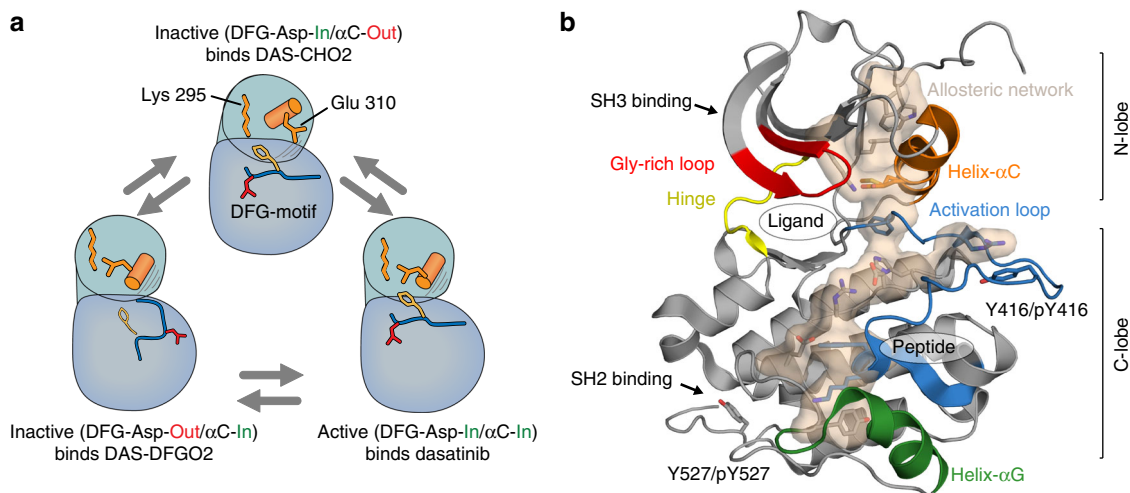 a
Inactive (DFG-Asp-In/αC-Out)
binds DAS-CHO2
Lys 295
Glu 310
DFG-motif
Inactive (DFG-Asp-Out/αC-In)
binds DAS-DFGO2
Active (DFG-Asp-In/αC-In)
binds dasatinib
b
SH3 binding
Allosteric network
Gly-rich loop
Helix-αC
Hinge
Ligand
Activation loop
Y416/pY416
Peptide
SH2 binding
Y527/pY527
Helix-αG
N-lobe
C-lobe